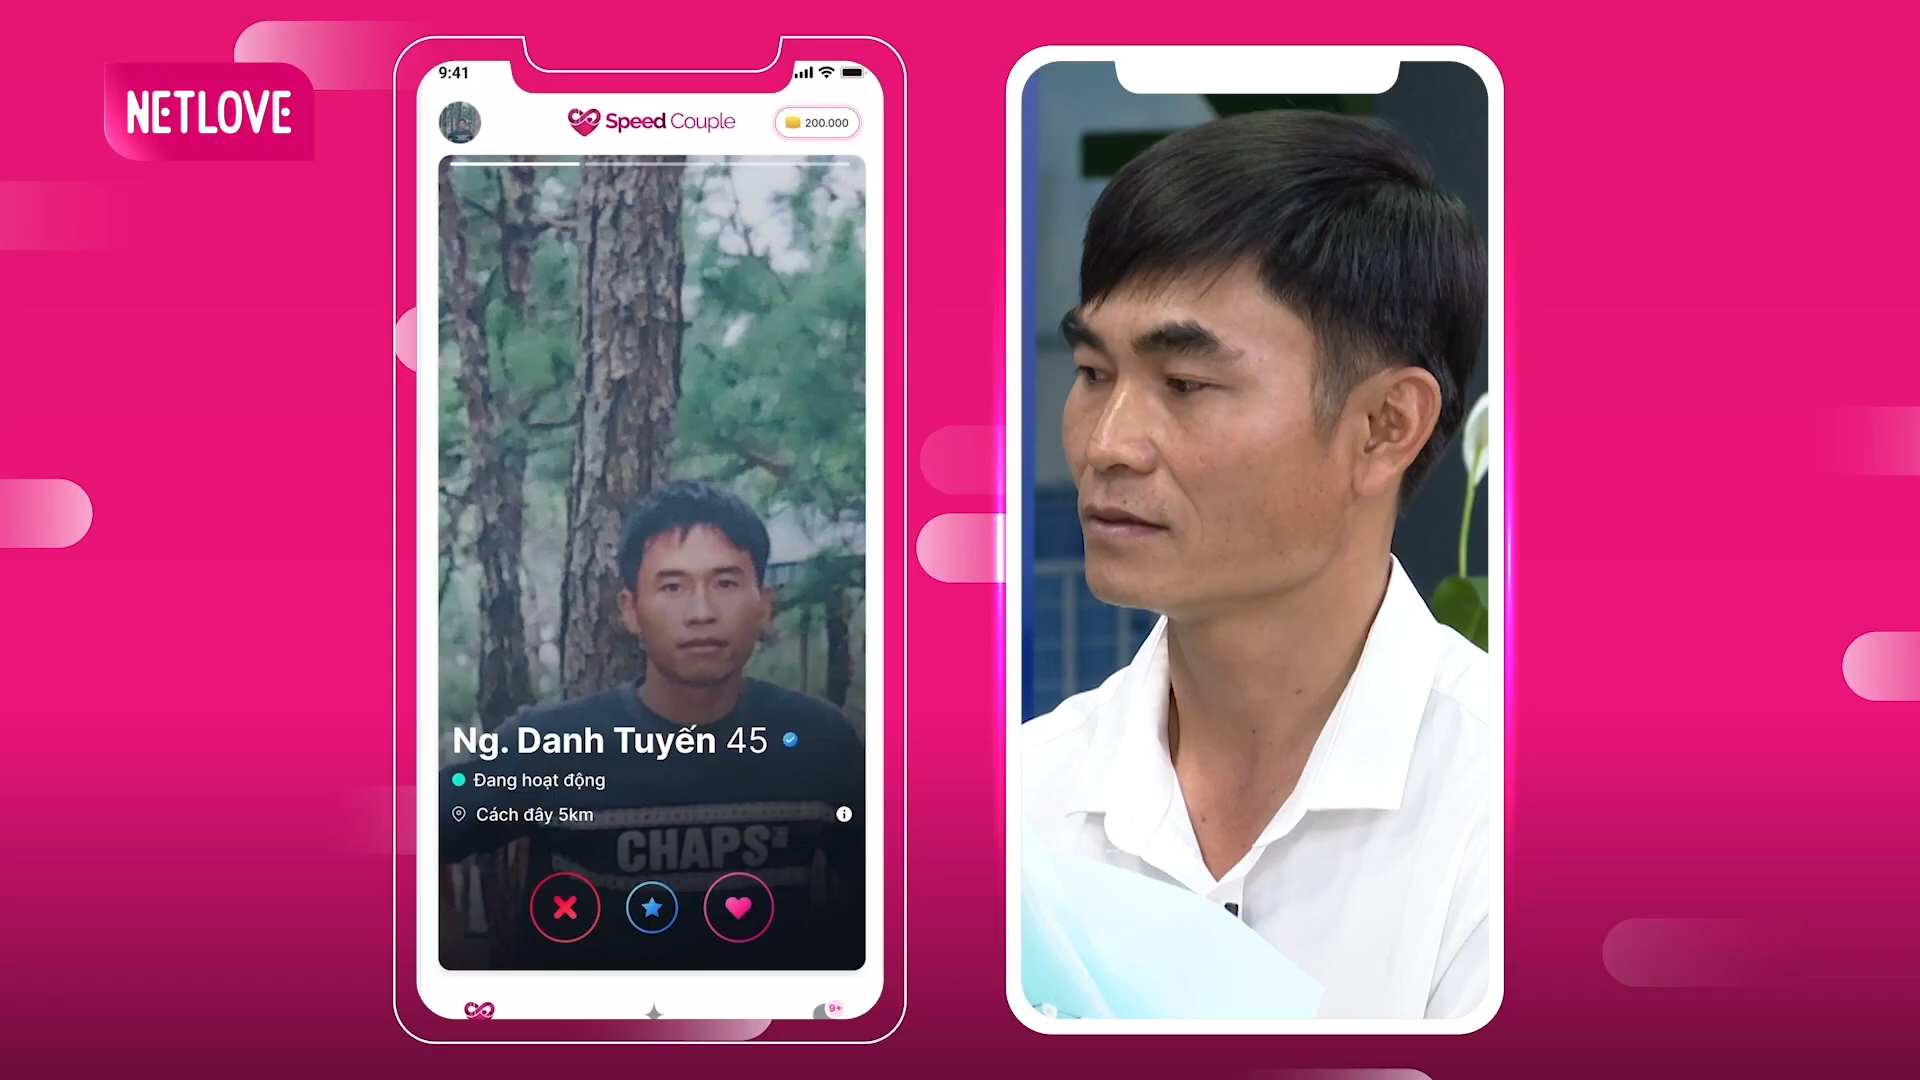 NETLOVE
9:41
Speed Couple
200.000
Ng. Danh Tuyến 45
Đang hoạt động
Cách đây 5km
CHAPS
9+